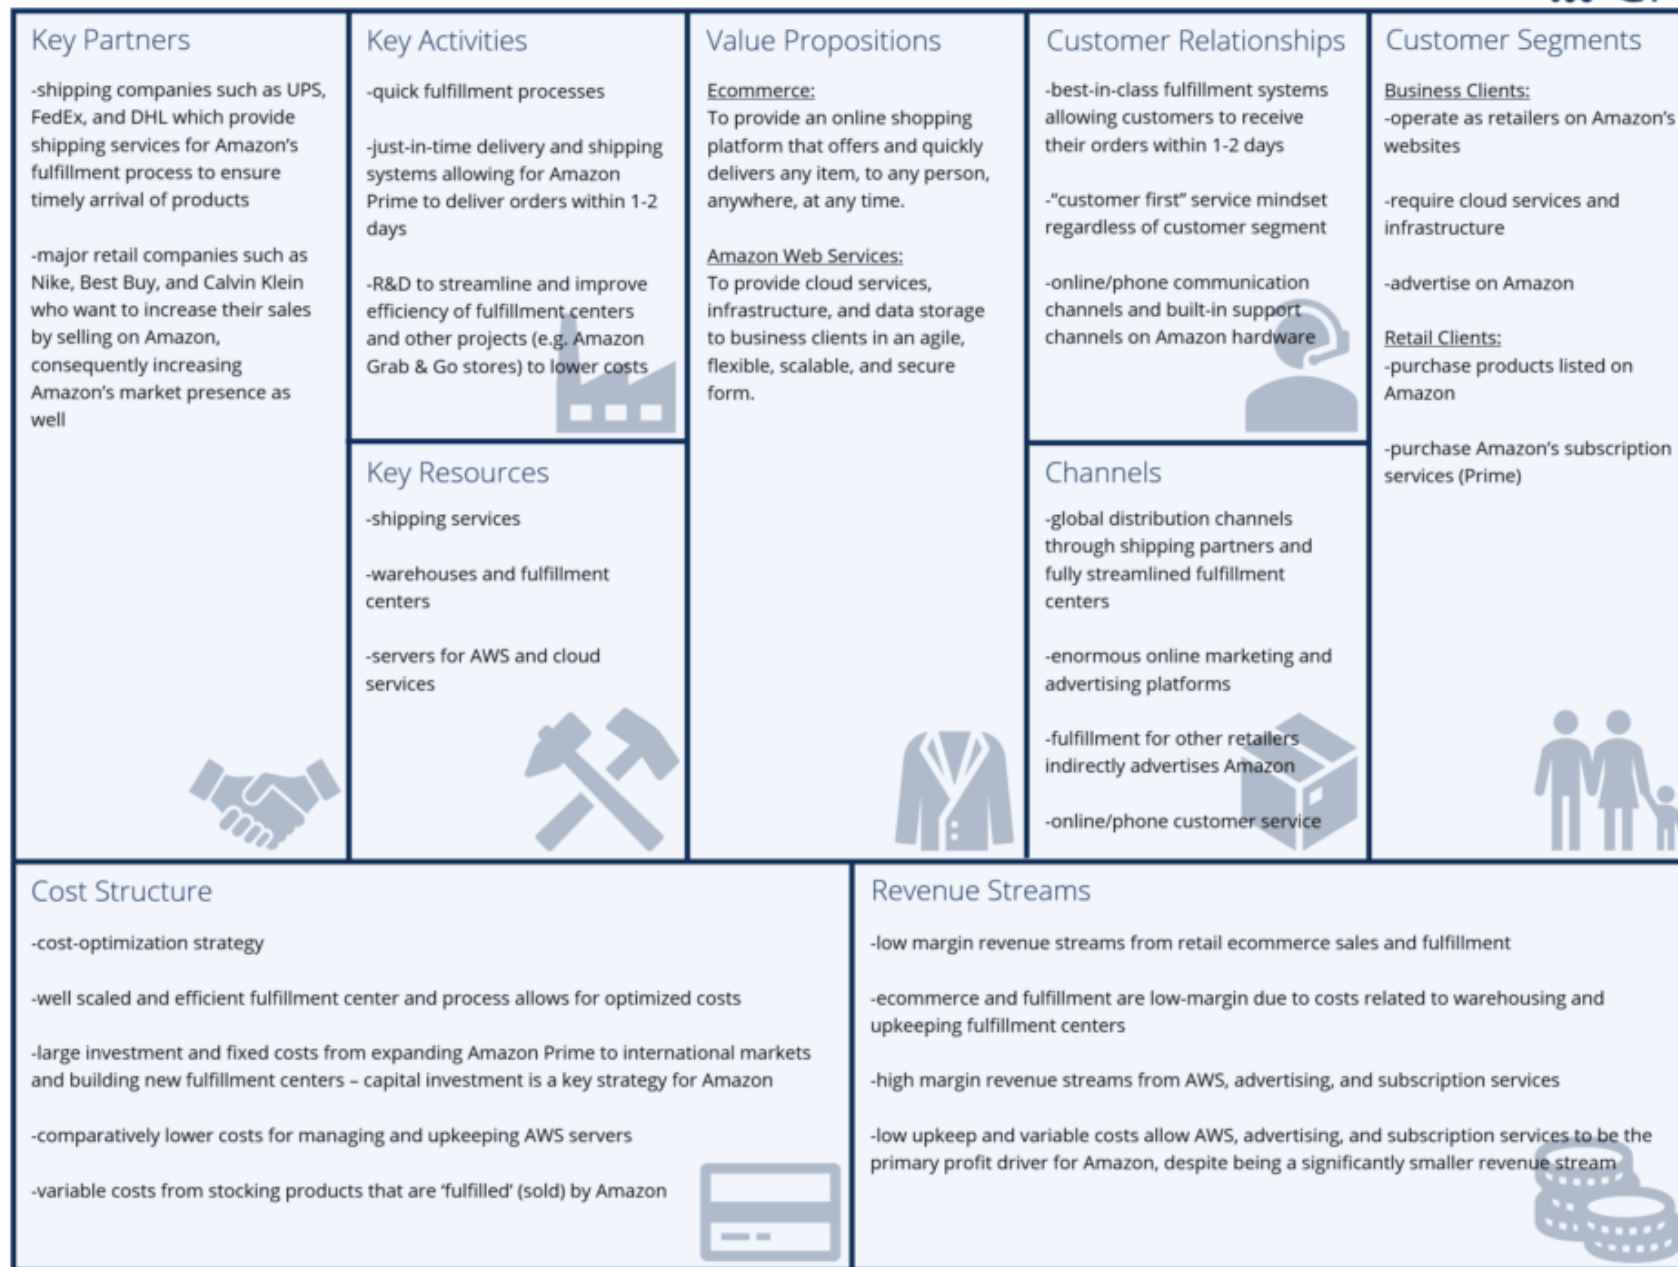 Key Partners
-shipping companies such as UPS,
FedEx, and DHL which provide
shipping services for Amazon's
fulfillment process to ensure
timely arrival of products
-major retail companies such as
Nike, Best Buy, and Calvin Klein
who want to increase their sales
by selling on Amazon,
consequently increasing
Amazon's market presence as
well
Key Activities
-quick fulfillment processes
-just-in-time delivery and shipping
systems allowing for Amazon
Prime to deliver orders within 1-2
days
-R&D to streamline and improve
efficiency of fulfillment centers
and other projects (e.g. Amazon
Grab & Go stores) to lower costs
Key Resources
-shipping services
-warehouses and fulfillment
centers
-servers for AWS and cloud
services
Value Propositions
Ecommerce:
To provide an online shopping
platform that offers and quickly
delivers any item, to any person,
anywhere, at any time.
Amazon Web Services:
To provide cloud services,
infrastructure, and data storage
to business clients in an agile,
flexible, scalable, and secure
form.
Customer Relationships
-best-in-class fulfillment systems
allowing customers to receive
their orders within 1-2 days
-“customer first” service mindset
regardless of customer segment
-online/phone communication
channels and built-in support
channels on Amazon hardware
Channels
-global distribution channels
through shipping partners and
fully streamlined fulfillment
centers
-enormous online marketing and
advertising platforms
-fulfillment for other retailers
indirectly advertises Amazon
-online/phone customer service
Customer Segments
Business Clients:
-operate as retailers on Amazon's
websites
-require cloud services and
infrastructure
-advertise on Amazon
Retail Clients:
-purchase products listed on
Amazon
-purchase Amazon's subscription
services (Prime)
Cost Structure
-cost-optimization strategy
-well scaled and efficient fulfillment center and process allows for optimized costs
-large investment and fixed costs from expanding Amazon Prime to international markets
and building new fulfillment centers – capital investment is a key strategy for Amazon
-comparatively lower costs for managing and upkeeping AWS servers
-variable costs from stocking products that are ‘fulfilled’ (sold) by Amazon
Revenue Streams
-low margin revenue streams from retail ecommerce sales and fulfillment
-ecommerce and fulfillment are low-margin due to costs related to warehousing and
upkeeping fulfillment centers
-high margin revenue streams from AWS, advertising, and subscription services
-low upkeep and variable costs allow AWS, advertising, and subscription services to be the
primary profit driver for Amazon, despite being a significantly smaller revenue stream